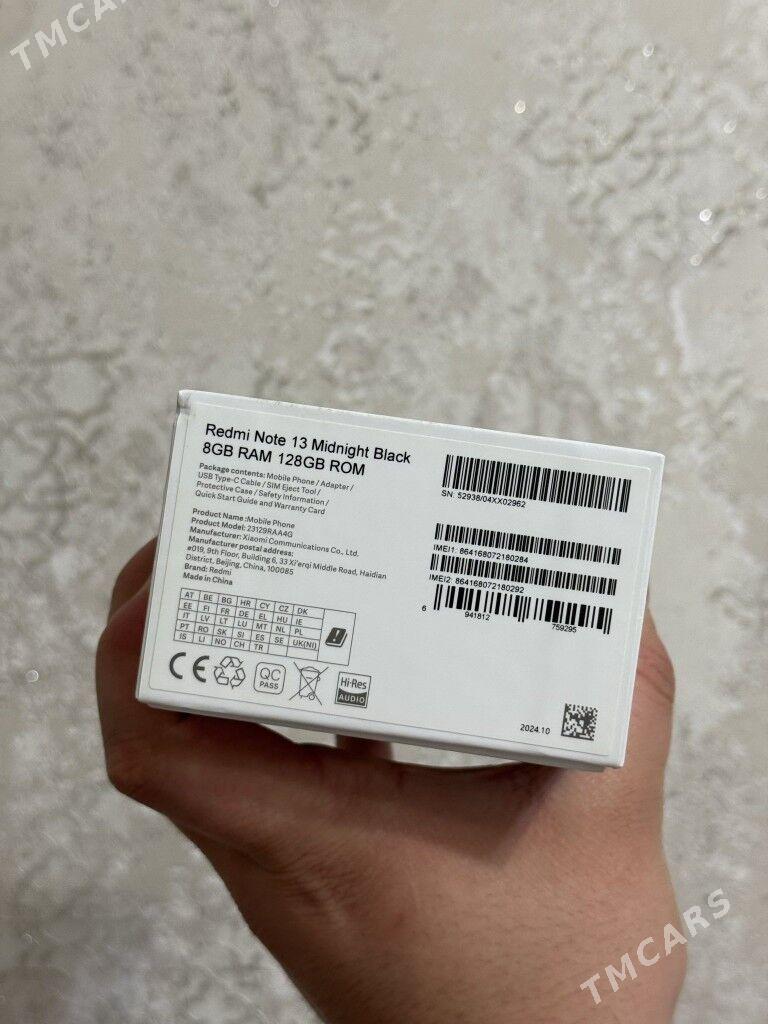 TMCARS
Redmi Note 13 Midnight Black
8GB RAM 128GB ROM
Package contents: Mobile Phone / Adapter /
USB Type-C Cable / SIM Eject Tool /
Protective Case / Safety Information /
Quick Start Guide and Warranty Card
Product Name :Mobile Phone
Product Model: 23129RAA4G
Manufacturer: Xiaomi Communications Co., Ltd.
Manufacturer postal address:
#019, 9th Floor, Building 6, 33 Xi'erqi Middle Road, Haidian
District, Beijing, China, 100085
Brand: Redmi
Made in China
AT BE BG HR CY CZ DK
EE FI FR DE EL HU IE
IT LV LT LU MT NL PL
PT RO SK SI ES SE UK(NI)
IS LI NO CH TR
CE
QC
PASS
Hi-Res
AUDIO
SN: 52938/04XX02962
IMEI1: 864168072180284
IMEI2: 864168072180292
6 941812 759295
2024.10
TMCARS